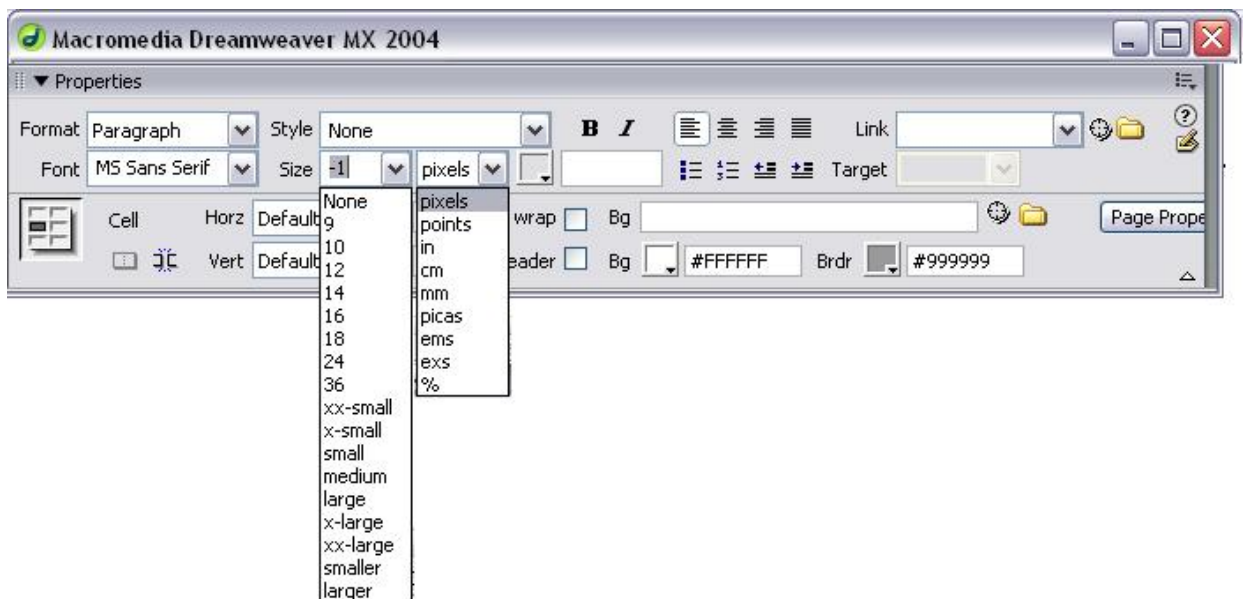 Macromedia Dreamweaver MX 2004
Properties
Format Paragraph Style None B I Link
Font MS Sans Serif Size -1 pixels Target
Cell Horz Default wrap Bg Page Prope
Vert Default eader Bg #FFFFFF Brdr #999999
None
9
10
12
14
16
18
24
36
xx-small
x-small
small
medium
large
x-large
xx-large
smaller
larger
pixels
points
in
cm
mm
picas
ems
exs
%